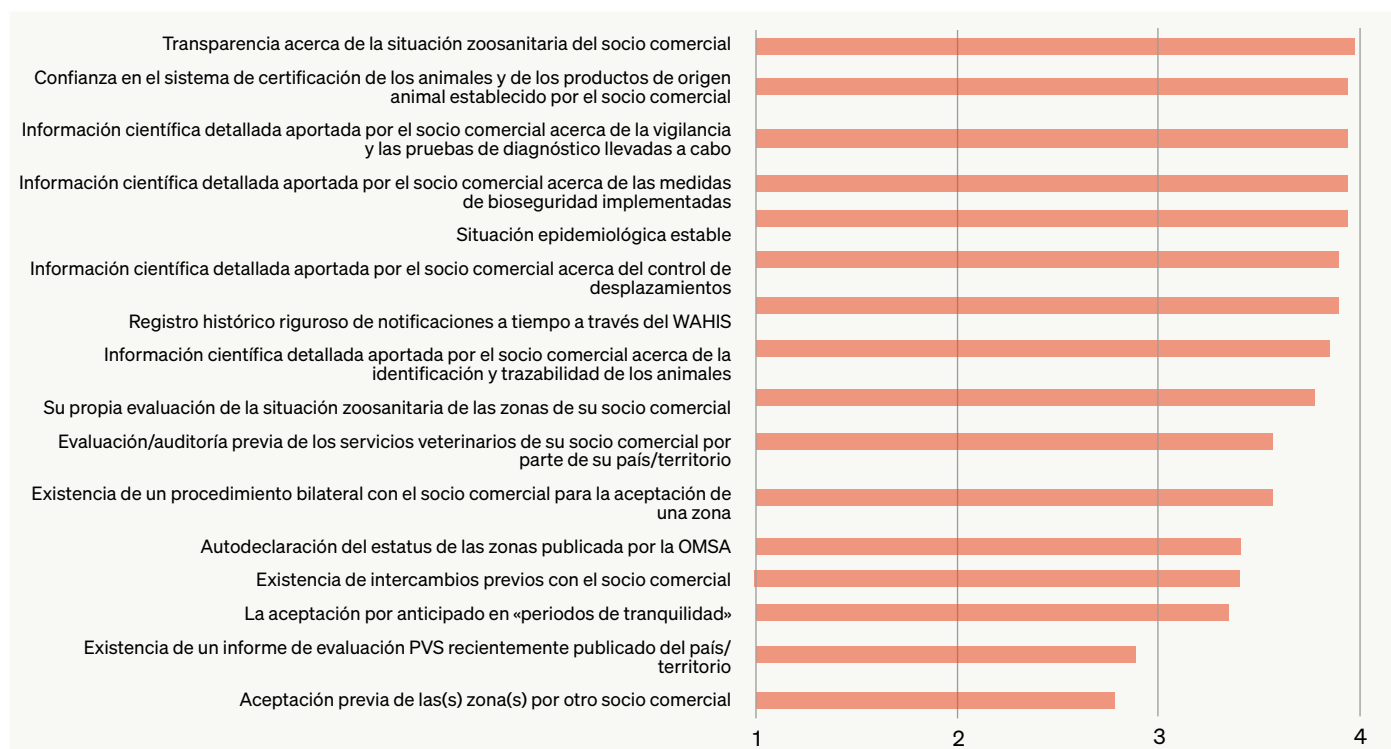 Transparencia acerca de la situación zoosanitaria del socio comercial
Confianza en el sistema de certificación de los animales y de los productos de origen
animal establecido por el socio comercial
Información científica detallada aportada por el socio comercial acerca de la vigilancia
y las pruebas de diagnóstico llevadas a cabo
Información científica detallada aportada por el socio comercial acerca de las medidas
de bioseguridad implementadas
Situación epidemiológica estable
Información científica detallada aportada por el socio comercial acerca del control de
desplazamientos
Registro histórico riguroso de notificaciones a tiempo a través del WAHIS
Información científica detallada aportada por el socio comercial acerca de la
identificación y trazabilidad de los animales
Su propia evaluación de la situación zoosanitaria de las zonas de su socio comercial
Evaluación/auditoría previa de los servicios veterinarios de su socio comercial por
parte de su país/territorio
Existencia de un procedimiento bilateral con el socio comercial para la aceptación de
una zona
Autodeclaración del estatus de las zonas publicada por la OMSA
Existencia de intercambios previos con el socio comercial
La aceptación por anticipado en «periodos de tranquilidad»
Existencia de un informe de evaluación PVS recientemente publicado del país/
territorio
Aceptación previa de las(s) zona(s) por otro socio comercial
1 2 3 4